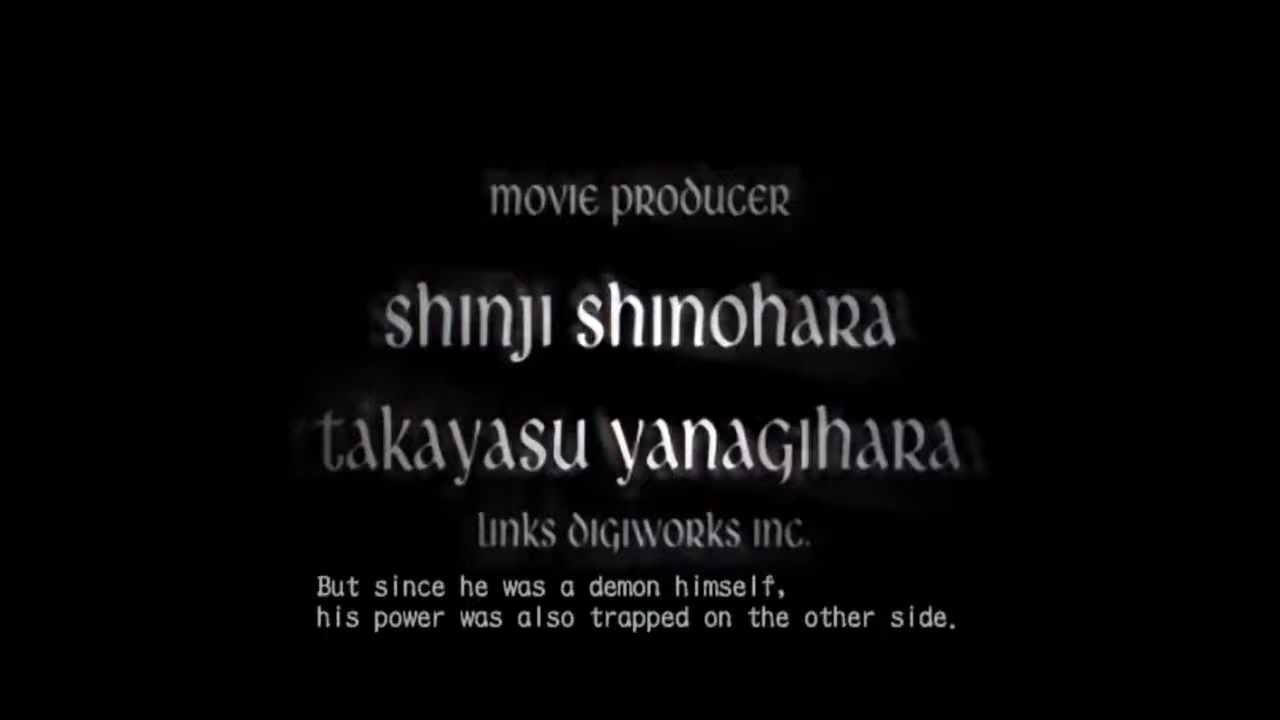 movie producer
shinji shinohara
takayasu yanagihara
links digiworks inc.
But since he was a demon himself,
his power was also trapped on the other side.